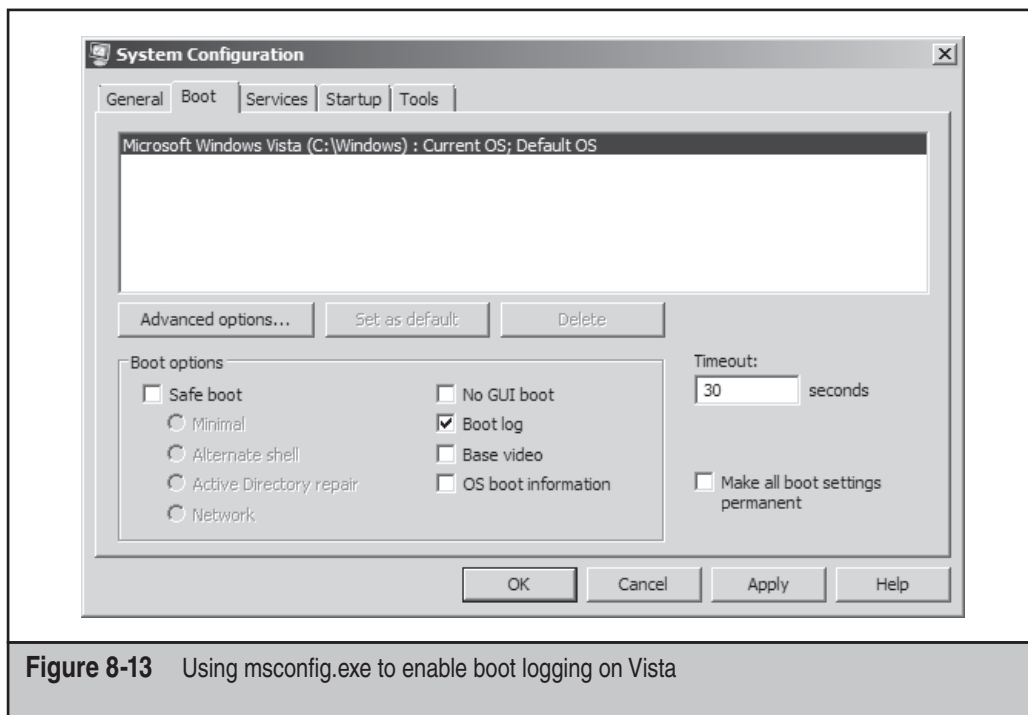 System Configuration
General Boot Services Startup Tools
Microsoft Windows Vista (C:\Windows) : Current OS; Default OS
Advanced options... Set as default Delete
Boot options
Safe boot
Minimal
Alternate shell
Active Directory repair
Network
No GUI boot
Boot log
Base video
OS boot information
Timeout:
30 seconds
Make all boot settings
permanent
OK Cancel Apply Help
Figure 8-13 Using msconfig.exe to enable boot logging on Vista